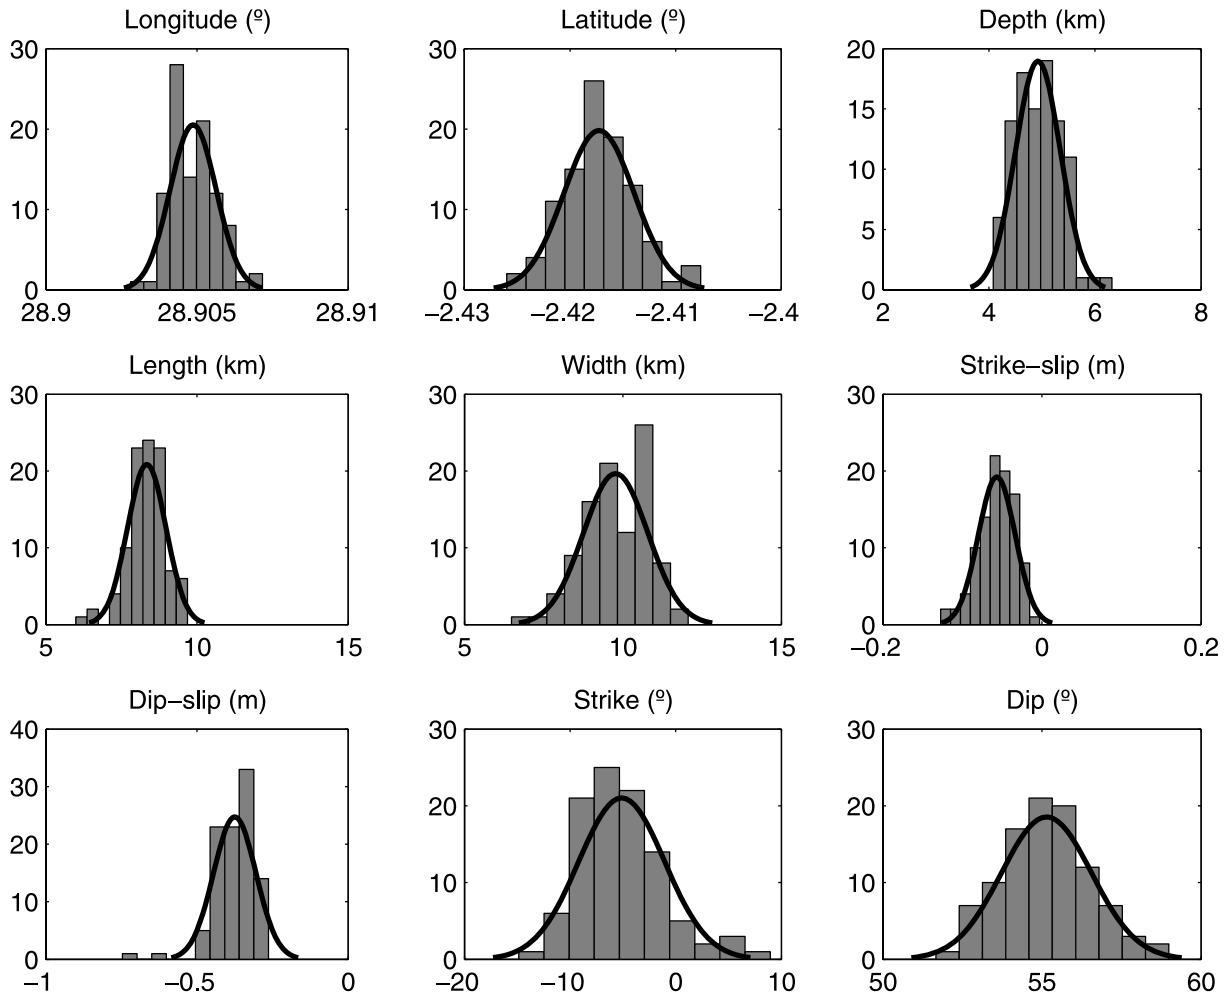 Longitude (º) Latitude (º) Depth (km)
30 30 20
20 20 15
10
10 10 5
0 0 0
28.9 28.905 28.91 −2.43 −2.42 −2.41 −2.4 2 4 6 8
Length (km) Width (km) Strike−slip (m)
30 30 30
20 20 20
10 10 10
0 0 0
5 10 15 5 10 15 −0.2 0 0.2
Dip−slip (m) Strike (º) Dip (º)
40 30 30
30 20 20
20
10 10 10
0 0 0
−1 −0.5 0 −20 −10 0 10 50 55 60